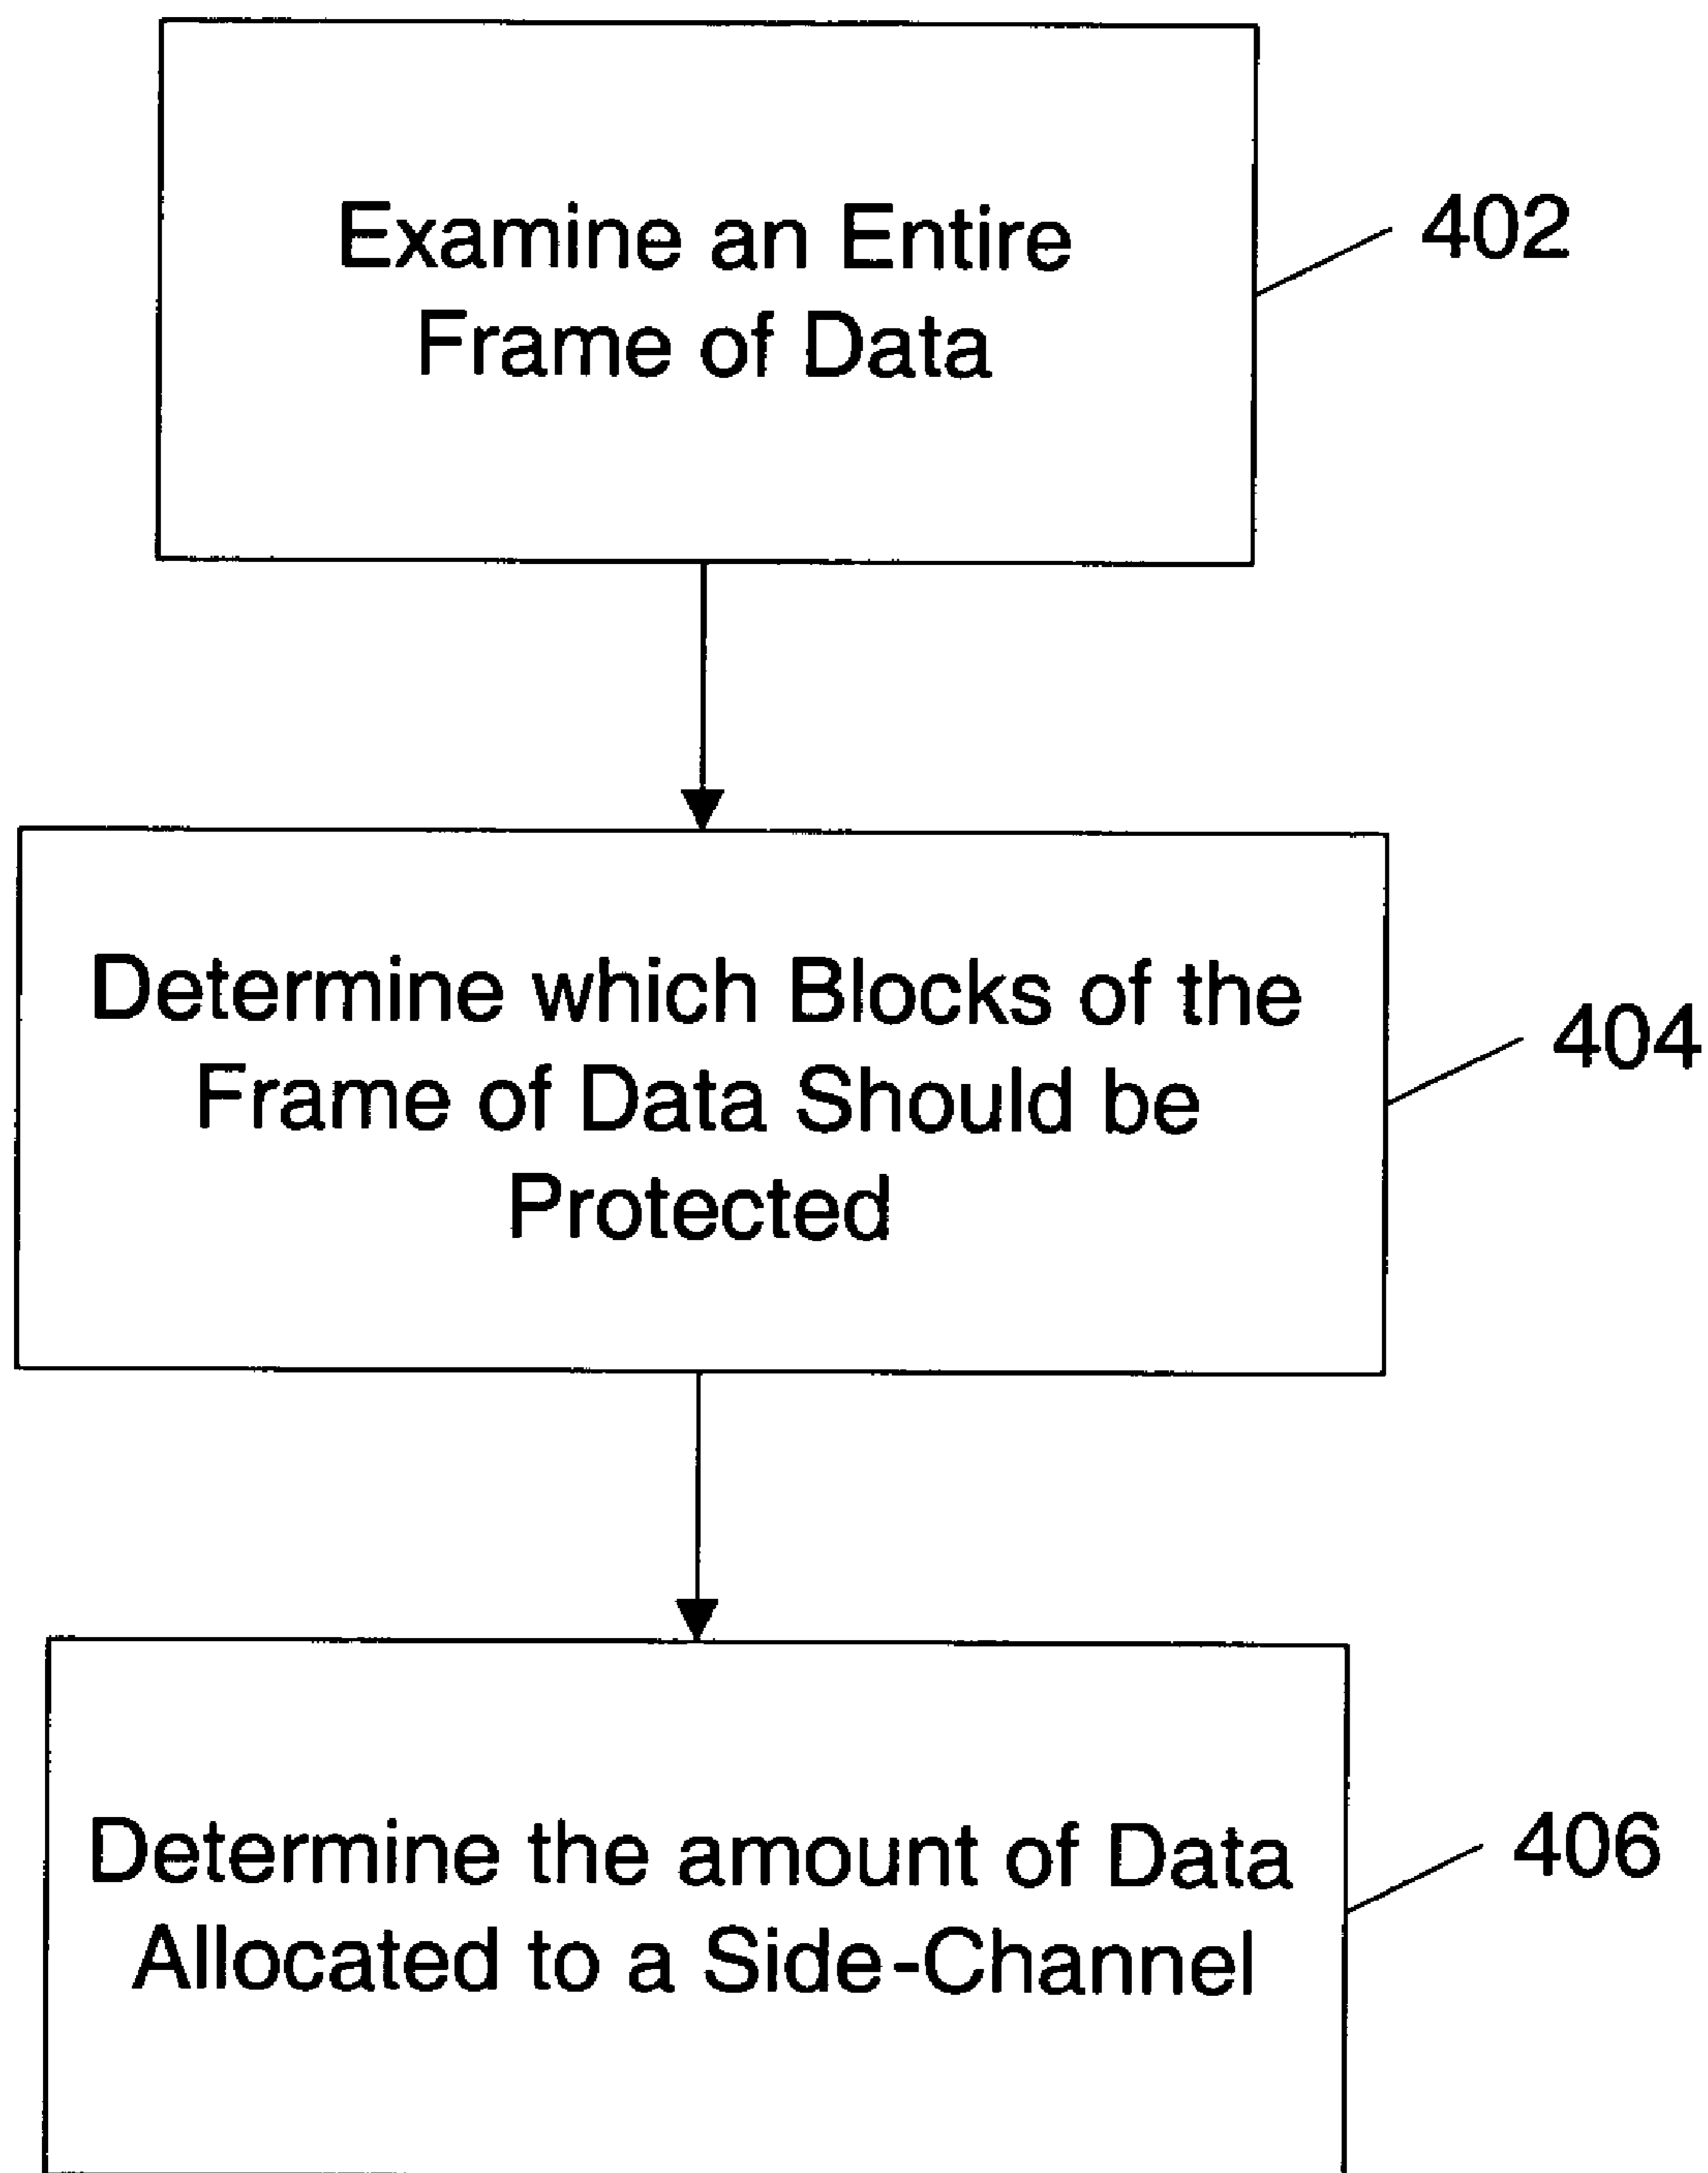 Examine an Entire
Frame of Data
402
Determine which Blocks of the
Frame of Data Should be
Protected
404
Determine the amount of Data
Allocated to a Side-Channel
406